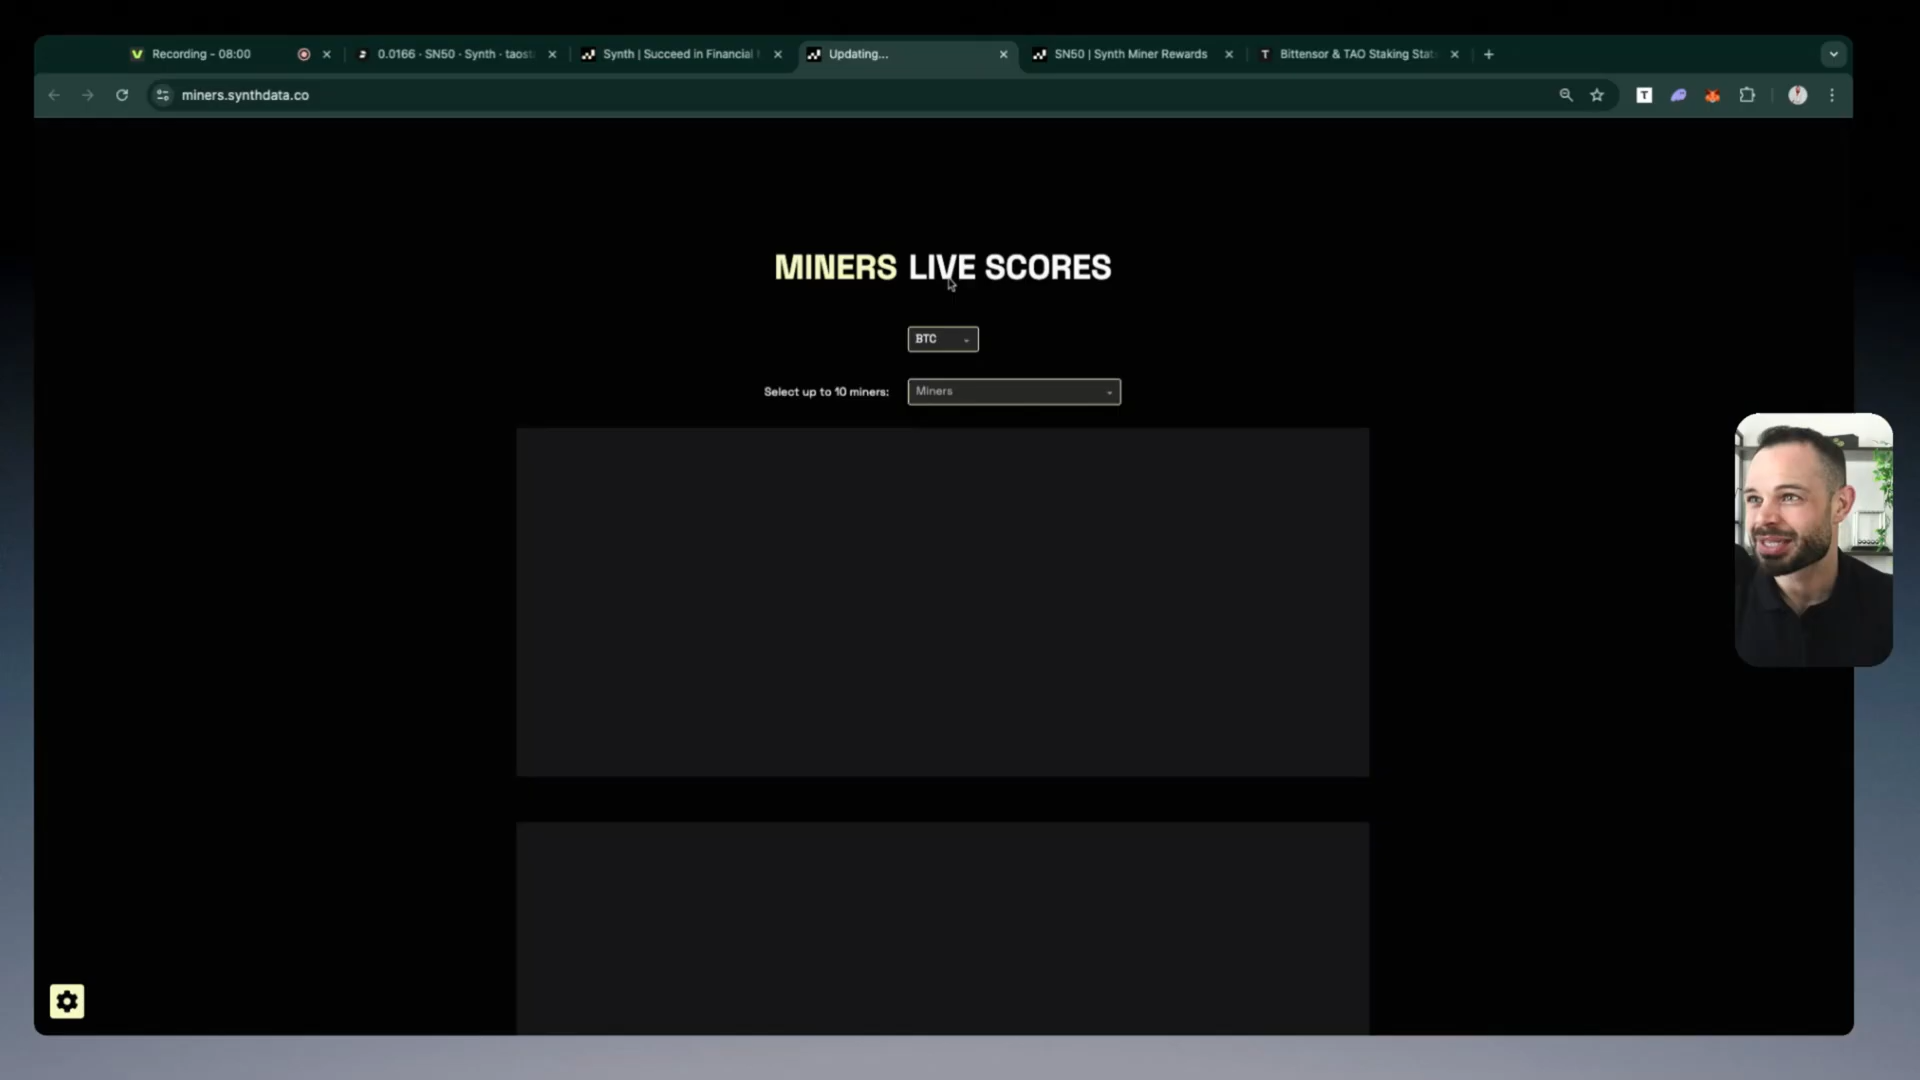 Recording - 08:00
0.0166 · SN50 · Synth · taost
Synth | Succeed in Financial
Updating...
SN50 | Synth Miner Rewards
Bittensor & TAO Staking Stat
miners.synthdata.co
MINERS LIVE SCORES
BTC
Select up to 10 miners:
Miners